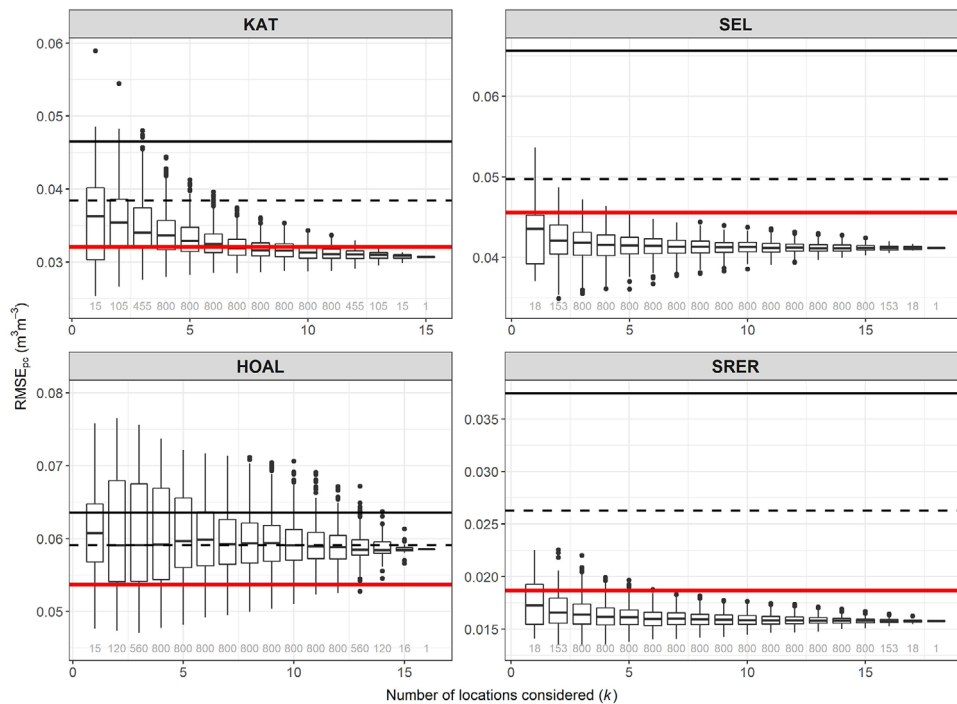 KAT
SEL
0.06
0.05
0.04
0.03
15 105 455 800 800 800 800 800 800 800 800 455 105 15 1
0 5 10 15
0.06
0.05
0.04
18 153 800 800 800 800 800 800 800 800 800 800 800 800 800 153 18 1
0 5 10 15
RMSEpc (m³m−3)
HOAL
SRER
0.08
0.07
0.06
0.05
15 120 560 800 800 800 800 800 800 800 800 800 560 120 16 1
0 5 10 15
0.035
0.030
0.025
0.020
0.015
18 153 800 800 800 800 800 800 800 800 800 800 800 800 800 153 18 1
0 5 10 15
Number of locations considered (k)